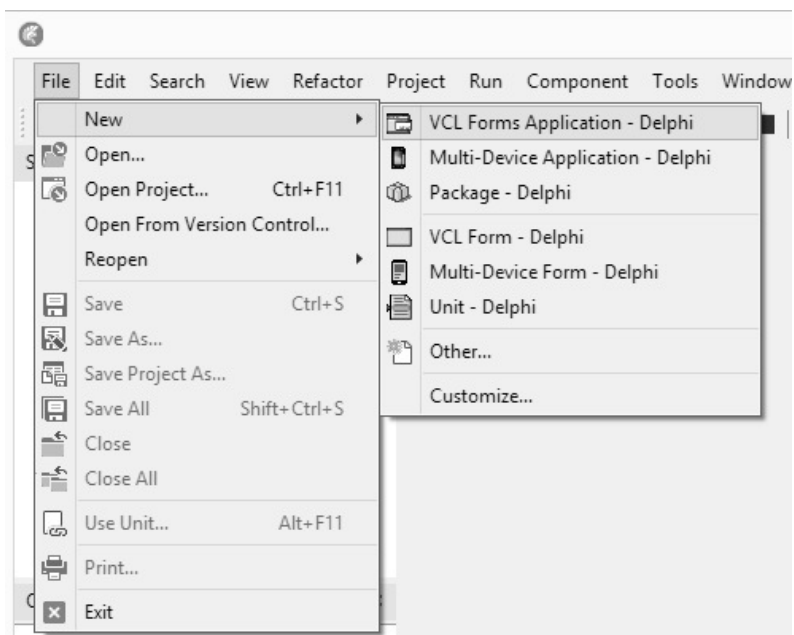 File Edit Search View Refactor Project Run Component Tools Window
New
Open...
Open Project... Ctrl+F11
Open From Version Control...
Reopen
Save Ctrl+S
Save As...
Save Project As...
Save All Shift+Ctrl+S
Close
Close All
Use Unit... Alt+F11
Print...
Exit
VCL Forms Application - Delphi
Multi-Device Application - Delphi
Package - Delphi
VCL Form - Delphi
Multi-Device Form - Delphi
Unit - Delphi
Other...
Customize...